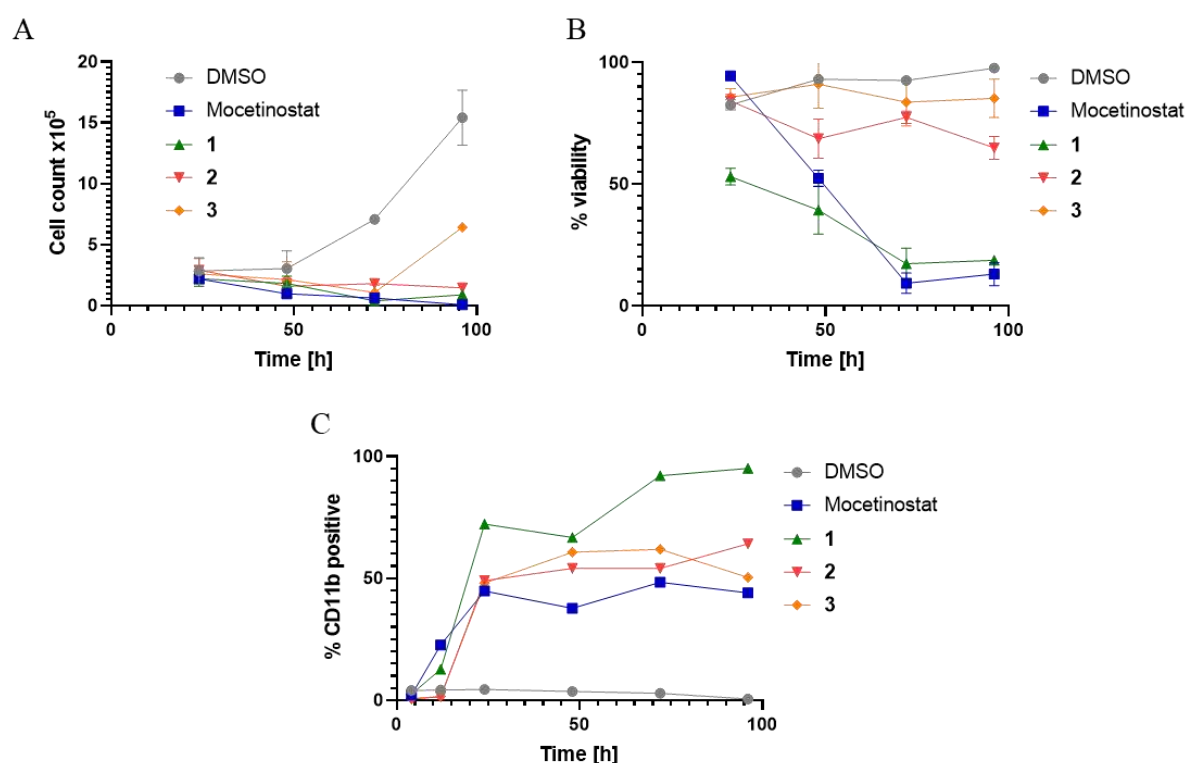 A
20
15
10
5
0
Cell count x10⁵
0
50
100
Time [h]
DMSO
Mocetinostat
1
2
3
B
100
50
0
% viability
0
50
100
Time [h]
DMSO
Mocetinostat
1
2
3
C
100
50
0
% CD11b positive
0
50
100
Time [h]
DMSO
Mocetinostat
1
2
3